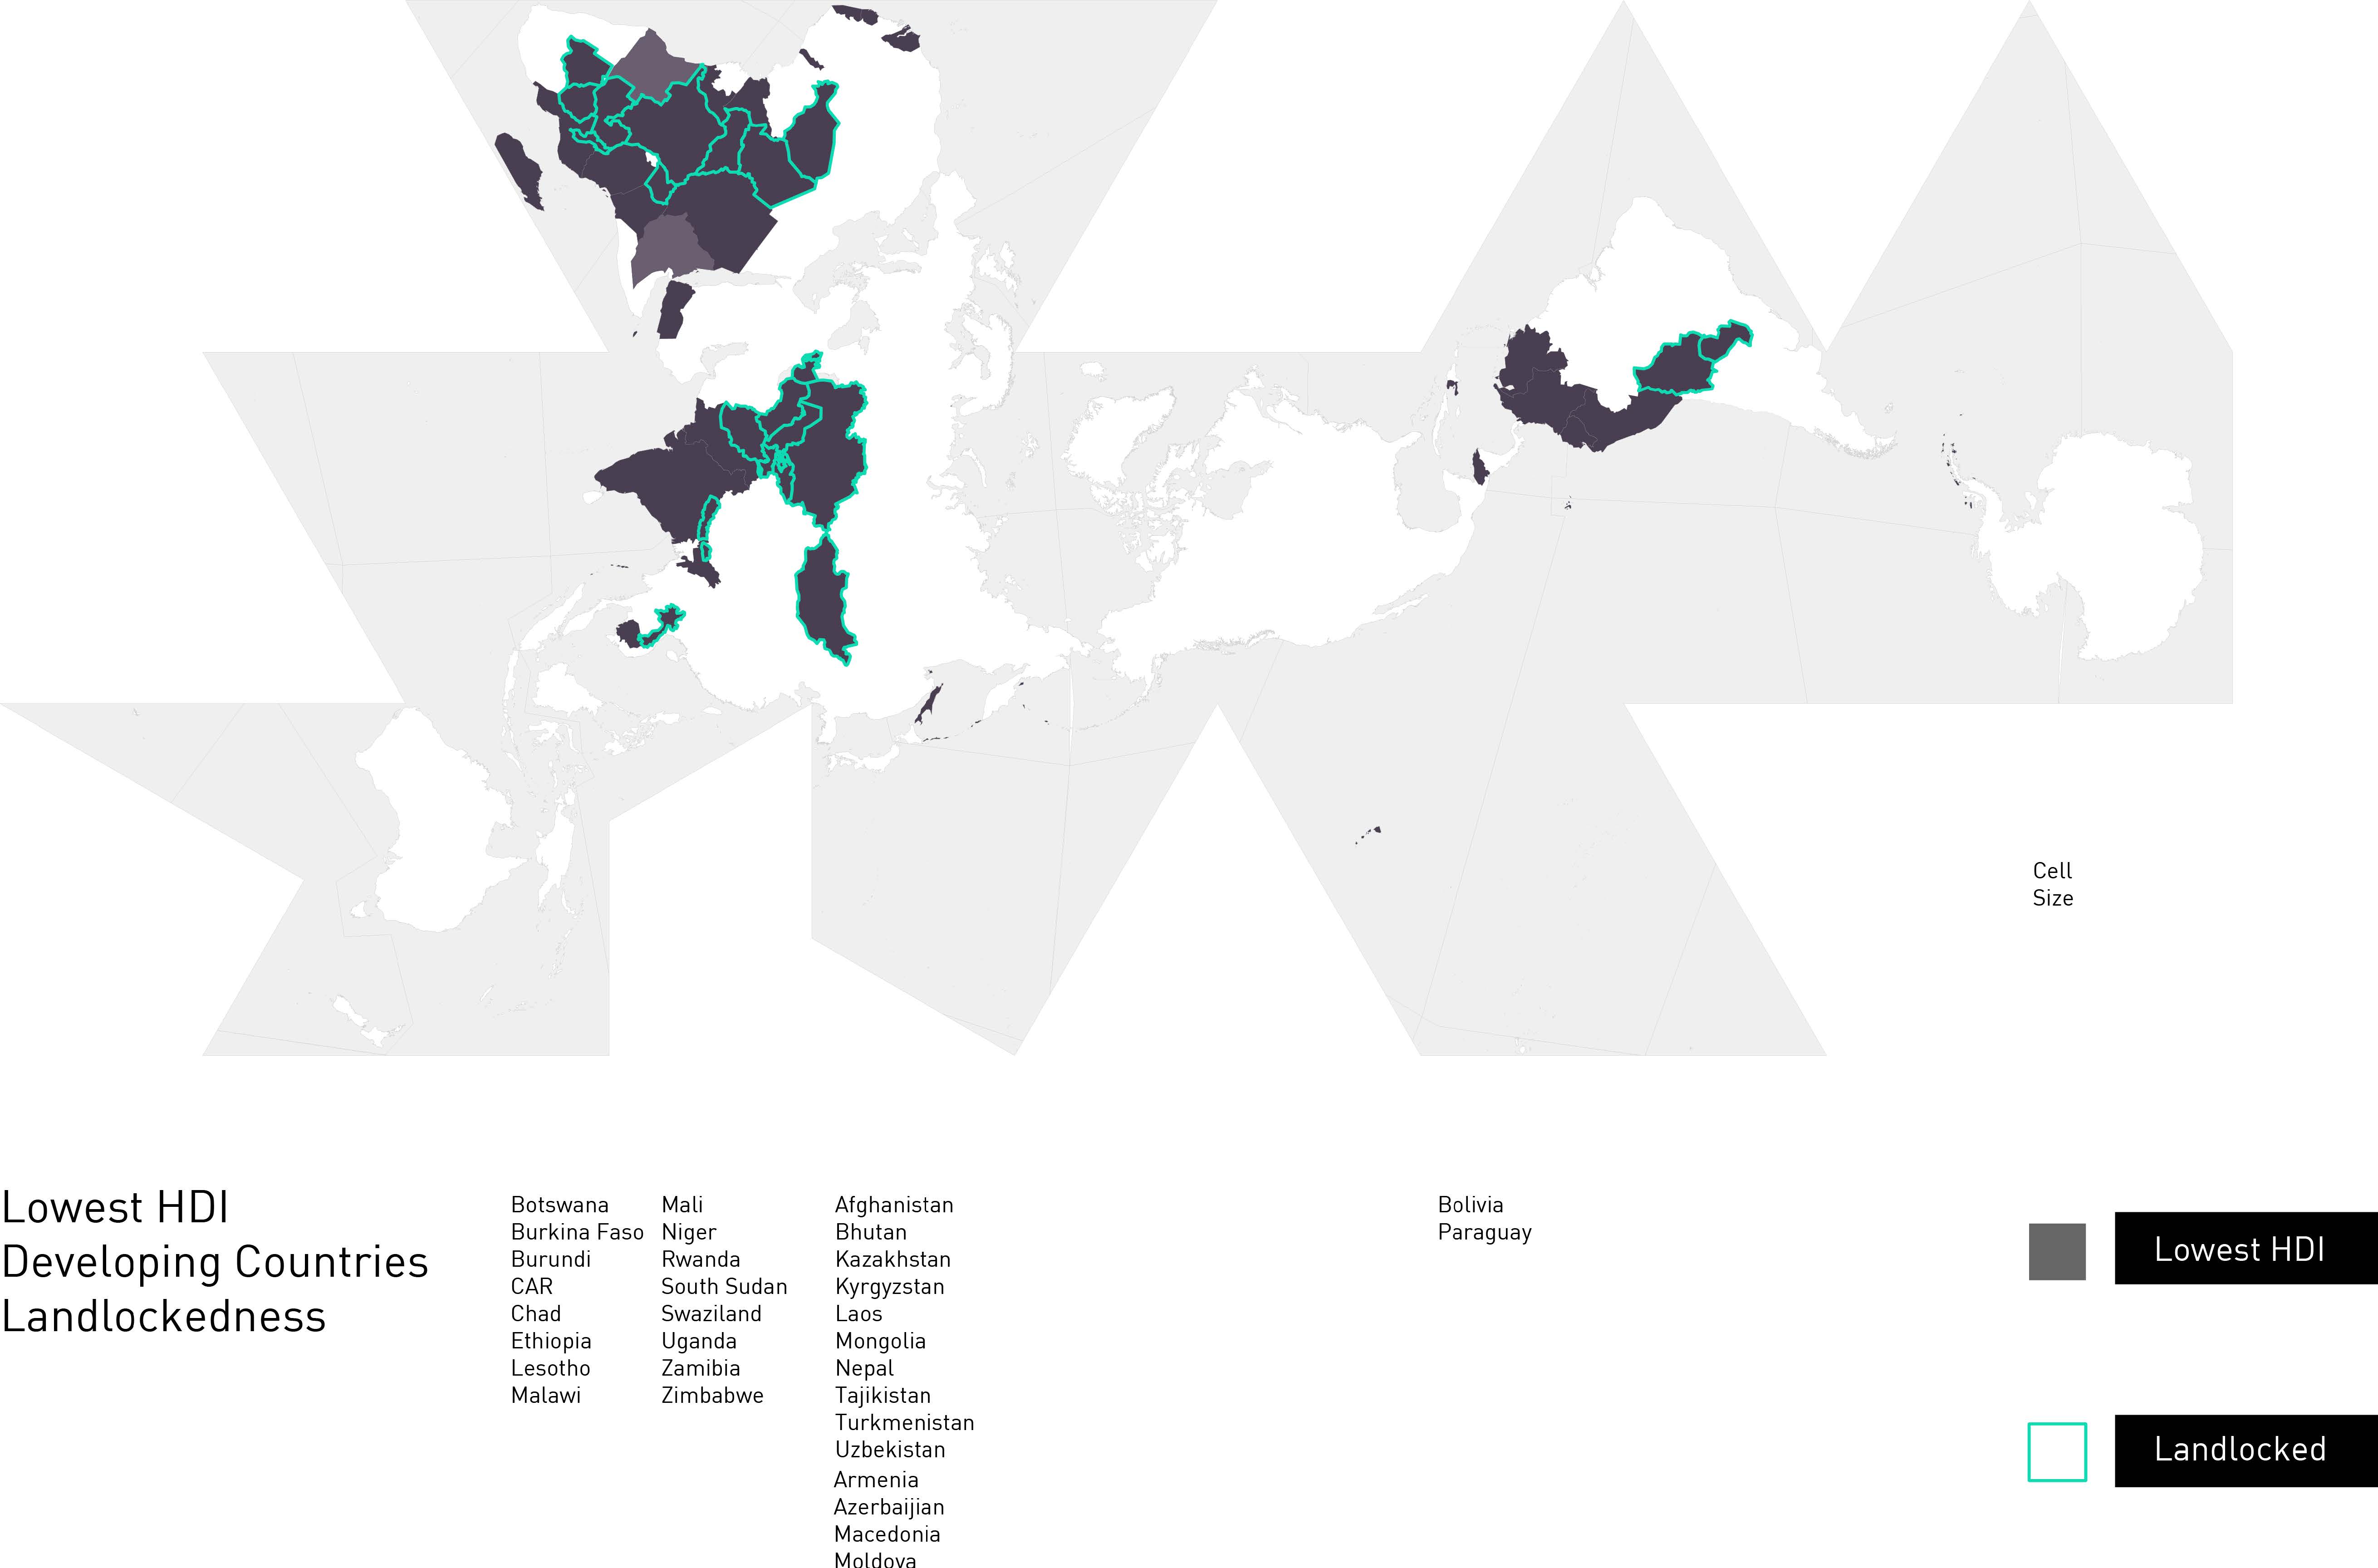 Cell
Size
Lowest HDI
Developing Countries
Landlockedness
Botswana
Burkina Faso
Burundi
CAR
Chad
Ethiopia
Lesotho
Malawi
Mali
Niger
Rwanda
South Sudan
Swaziland
Uganda
Zamibia
Zimbabwe
Afghanistan
Bhutan
Kazakhstan
Kyrgyzstan
Laos
Mongolia
Nepal
Tajikistan
Turkmenistan
Uzbekistan
Armenia
Azerbaijian
Macedonia
Moldova
Bolivia
Paraguay
Lowest HDI
Landlocked